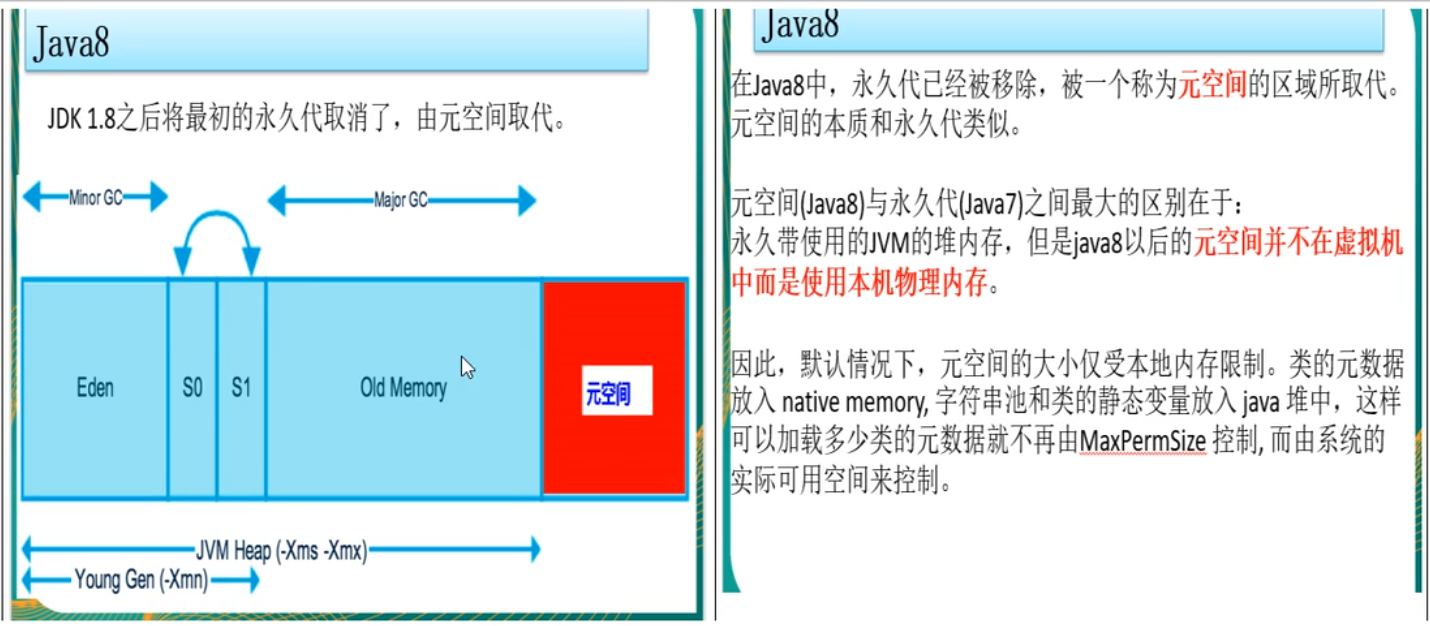 Java8
JDK 1.8之后将最初的永久代取消了，由元空间取代。
Minor GC
Major GC
Eden
S0
S1
Old Memory
元空间
JVM Heap (-Xms -Xmx)
Young Gen (-Xmn)
Java8
在Java8中，永久代已经被移除，被一个称为元空间的区域所取代。
元空间的本质和永久代类似。
元空间(Java8)与永久代(Java7)之间最大的区别在于：
永久带使用的JVM的堆内存，但是java8以后的元空间并不在虚拟机
中而是使用本机物理内存。
因此，默认情况下，元空间的大小仅受本地内存限制。类的元数据
放入 native memory, 字符串池和类的静态变量放入 java 堆中，这样
可以加载多少类的元数据就不再由MaxPermSize 控制, 而由系统的
实际可用空间来控制。